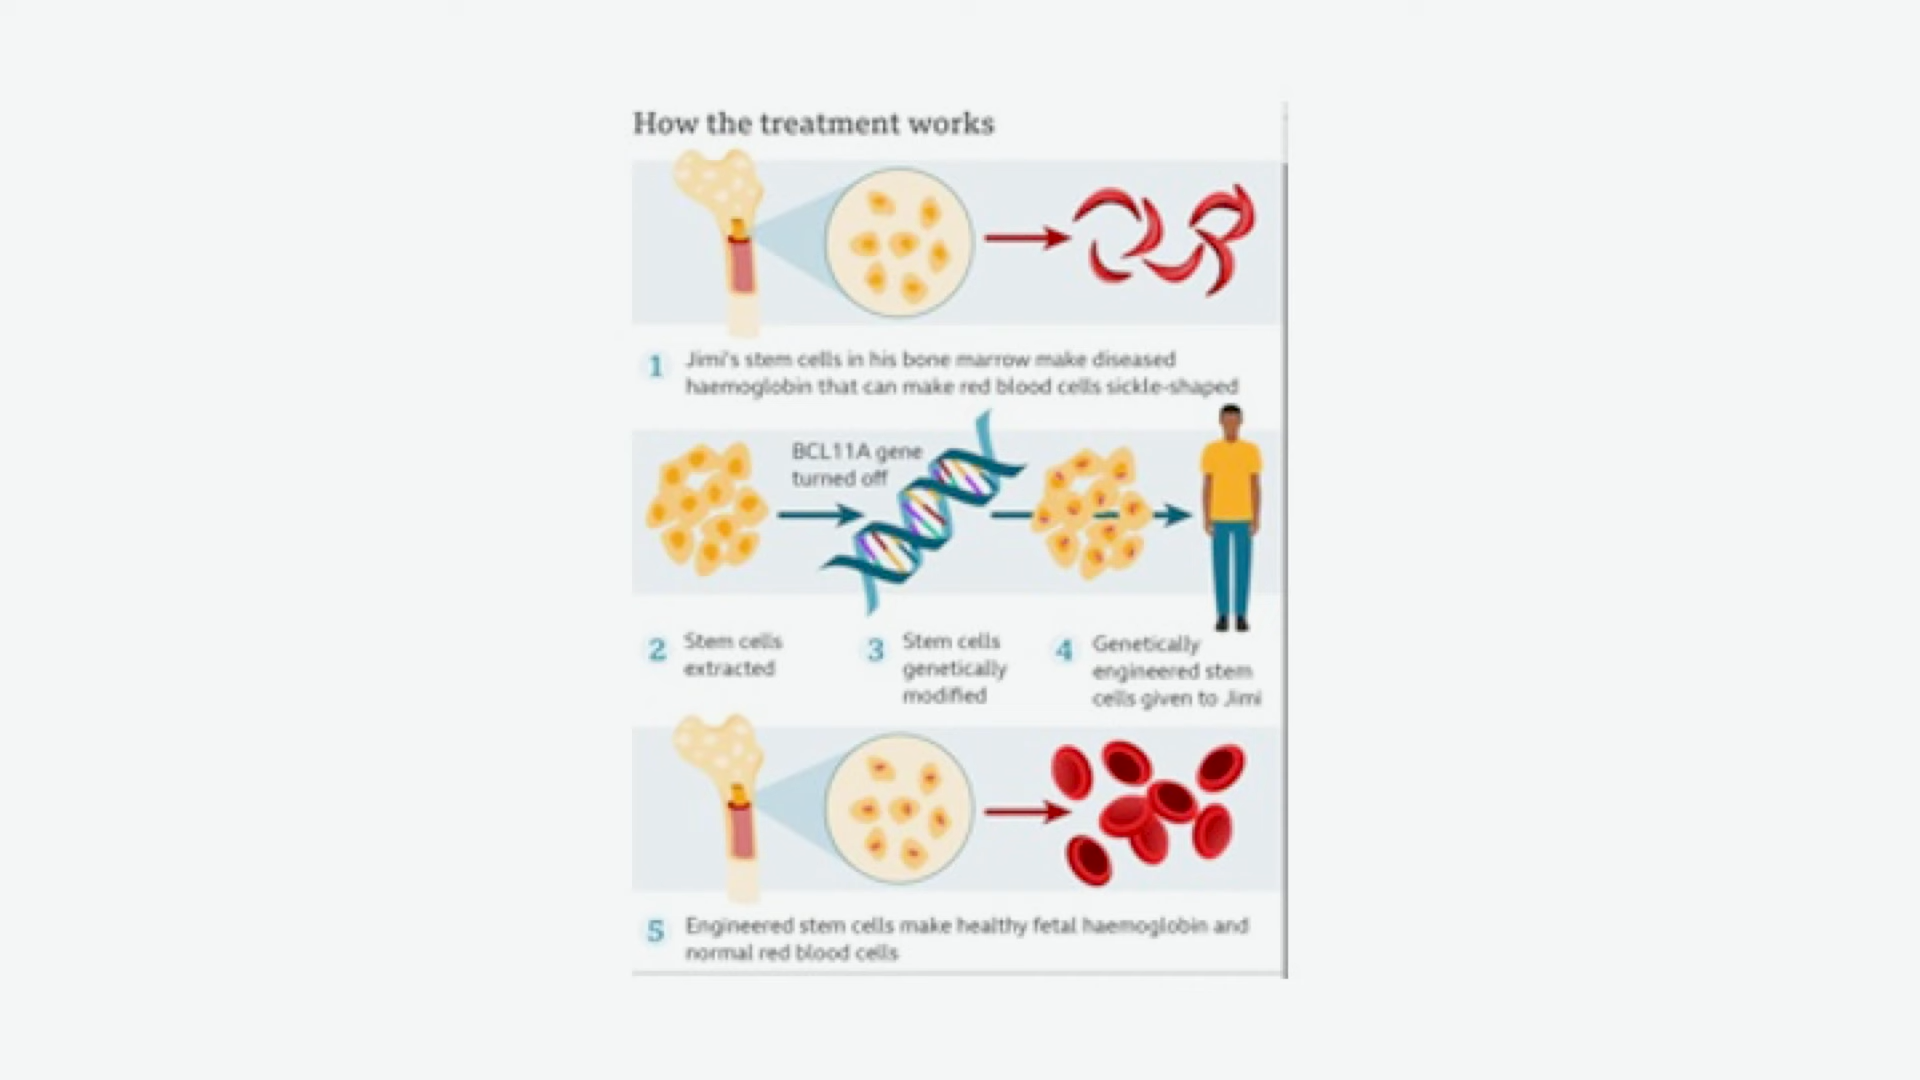 How the treatment works
1 Jimi's stem cells in his bone marrow make diseased
haemoglobin that can make red blood cells sickle-shaped
BCL11A gene
turned off
2 Stem cells
extracted
3 Stem cells
genetically
modified
4 Genetically
engineered stem
cells given to Jimi
5 Engineered stem cells make healthy fetal haemoglobin and
normal red blood cells